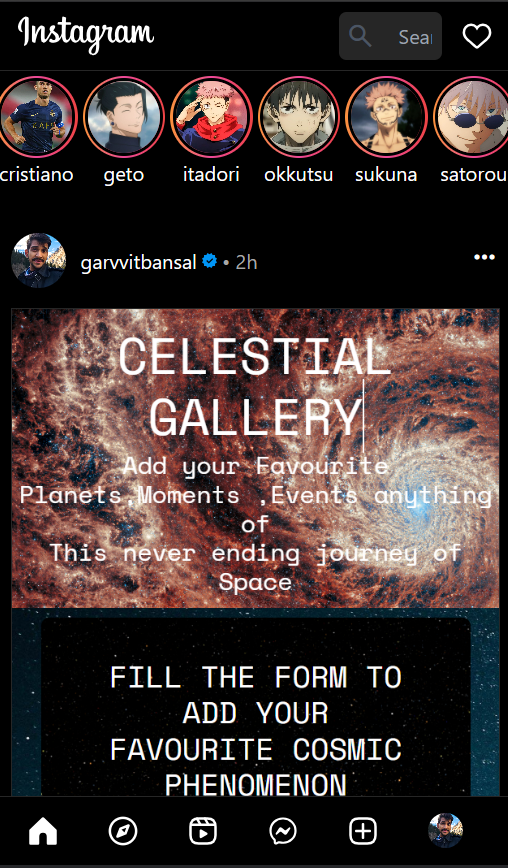 Instagram
Sea
cristiano geto itadori okkutsu sukuna satorou
garvvitbansal • 2h
CELESTIAL
GALLERY
Add your Favourite
Planets,Moments ,Events anything
of
This never ending journey of
Space
FILL THE FORM TO
ADD YOUR
FAVOURITE COSMIC
PHENOMENON